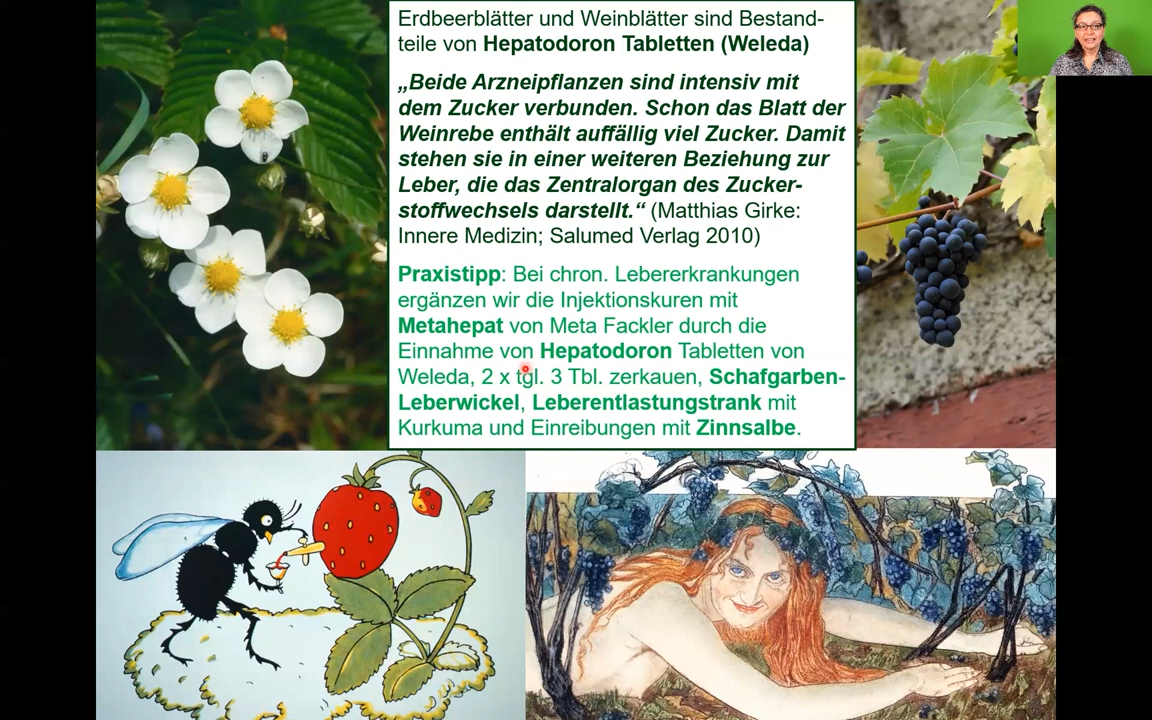 Erdbeerblätter und Weinblätter sind Bestand-
teile von Hepatodoron Tabletten (Weleda)
„Beide Arzneipflanzen sind intensiv mit
dem Zucker verbunden. Schon das Blatt der
Weinrebe enthält auffällig viel Zucker. Damit
stehen sie in einer weiteren Beziehung zur
Leber, die das Zentralorgan des Zucker-
stoffwechsels darstellt.“ (Matthias Girke:
Innere Medizin; Salumed Verlag 2010)
Praxistipp: Bei chron. Lebererkrankungen
ergänzen wir die Injektionskuren mit
Metahepat von Meta Fackler durch die
Einnahme von Hepatodoron Tabletten von
Weleda, 2 x tgl. 3 Tbl. zerkauen, Schafgarben-
Leberwickel, Leberentlastungstrank mit
Kurkuma und Einreibungen mit Zinnsalbe.